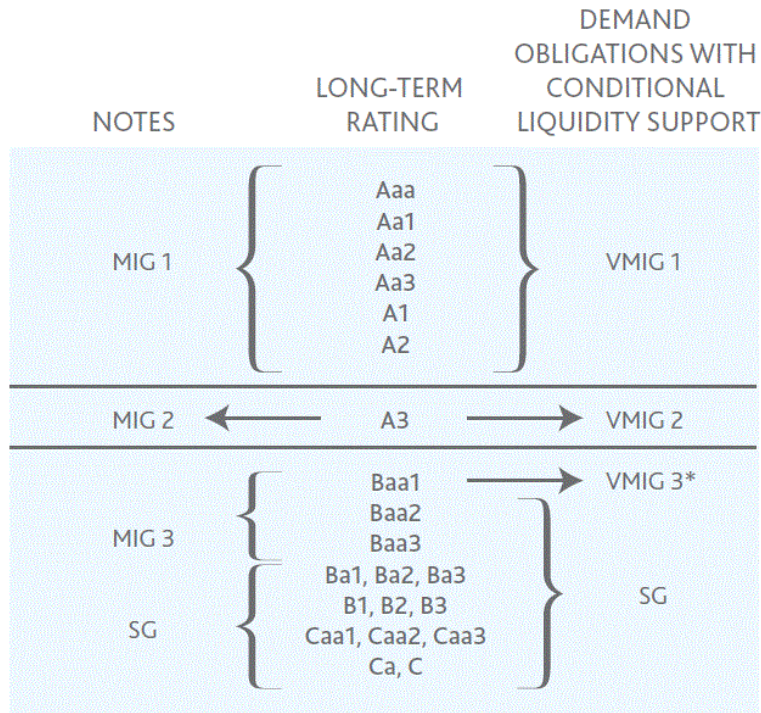 NOTES
LONG-TERM
RATING
DEMAND
OBLIGATIONS WITH
CONDITIONAL
LIQUIDITY SUPPORT
MIG 1
Aaa
Aa1
Aa2
Aa3
A1
A2
VMIG 1
MIG 2
A3
VMIG 2
MIG 3
Baa1
Baa2
Baa3
VMIG 3*
SG
Ba1, Ba2, Ba3
B1, B2, B3
Caa1, Caa2, Caa3
Ca, C
SG